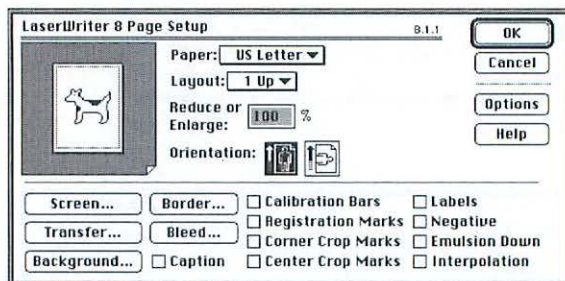 LaserWriter 8 Page Setup 8.1.1 OK
Paper: US Letter Cancel
Layout: 1 Up
Reduce or Enlarge: 100 % Options
Help
Orientation:
Screen... Border... Calibration Bars Labels
Registration Marks Negative
Transfer... Bleed... Corner Crop Marks Emulsion Down
Background... Caption Center Crop Marks Interpolation